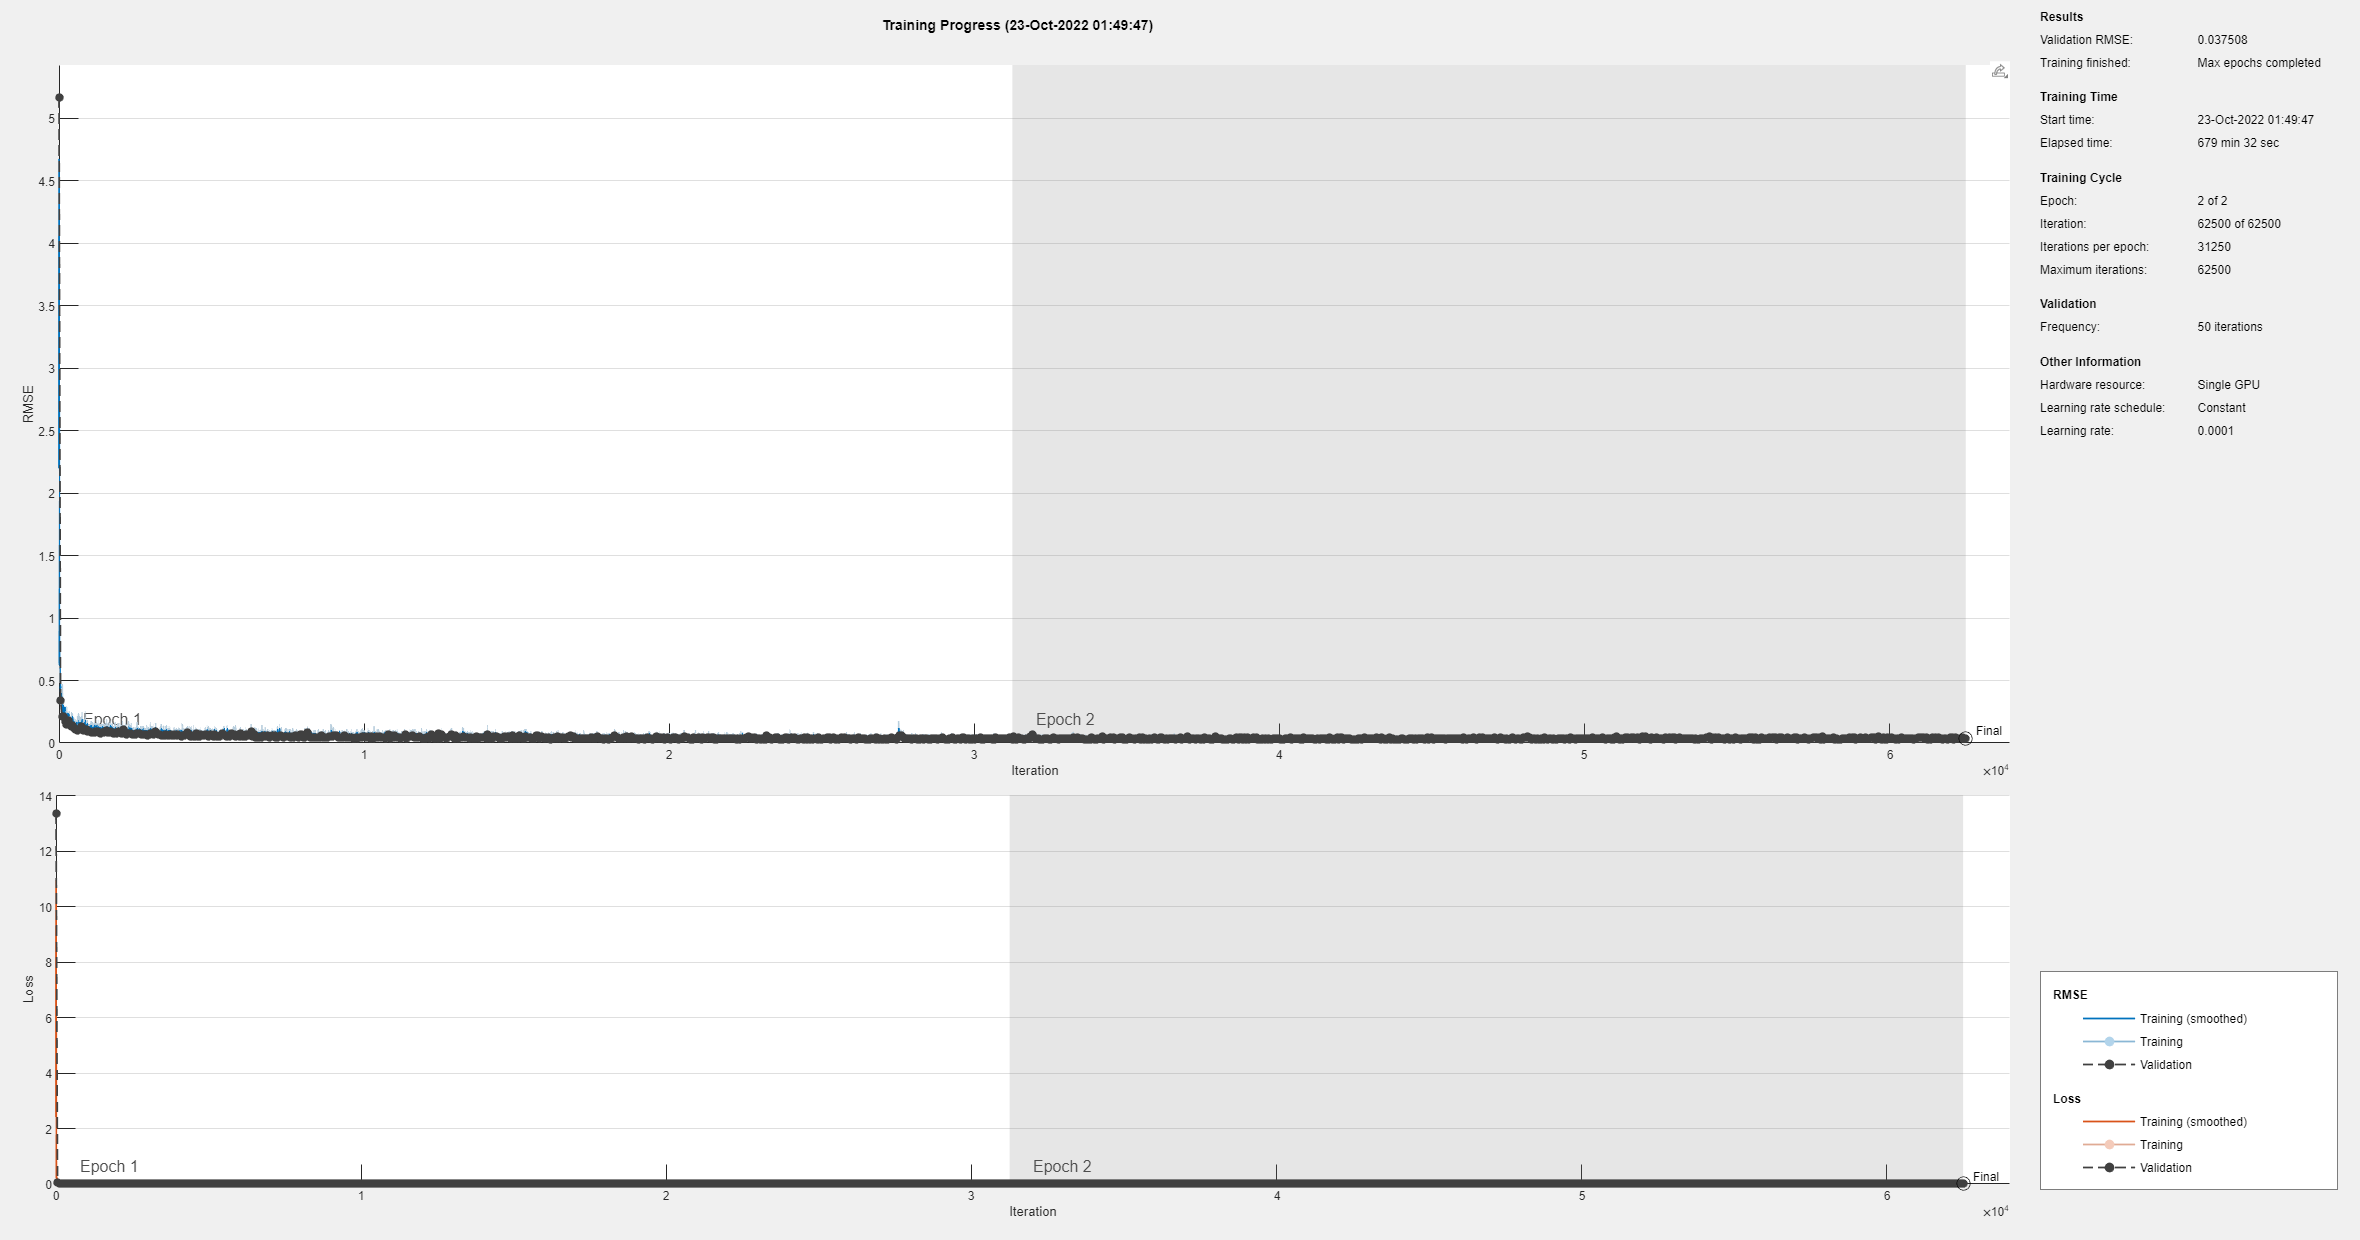 Training Progress (23-Oct-2022 01:49:47)
RMSE
5
4.5
4
3.5
3
2.5
2
1.5
1
0.5
0
Epoch 1
Epoch 2
Final
0 1 2 3 4 5 6
Iteration
×10⁴
Loss
14
12
10
8
6
4
2
0
Epoch 1
Epoch 2
Final
0 1 2 3 4 5 6
Iteration
×10⁴
Results
Validation RMSE: 0.037508
Training finished: Max epochs completed
Training Time
Start time: 23-Oct-2022 01:49:47
Elapsed time: 679 min 32 sec
Training Cycle
Epoch: 2 of 2
Iteration: 62500 of 62500
Iterations per epoch: 31250
Maximum iterations: 62500
Validation
Frequency: 50 iterations
Other Information
Hardware resource: Single GPU
Learning rate schedule: Constant
Learning rate: 0.0001
RMSE
Training (smoothed)
Training
Validation
Loss
Training (smoothed)
Training
Validation